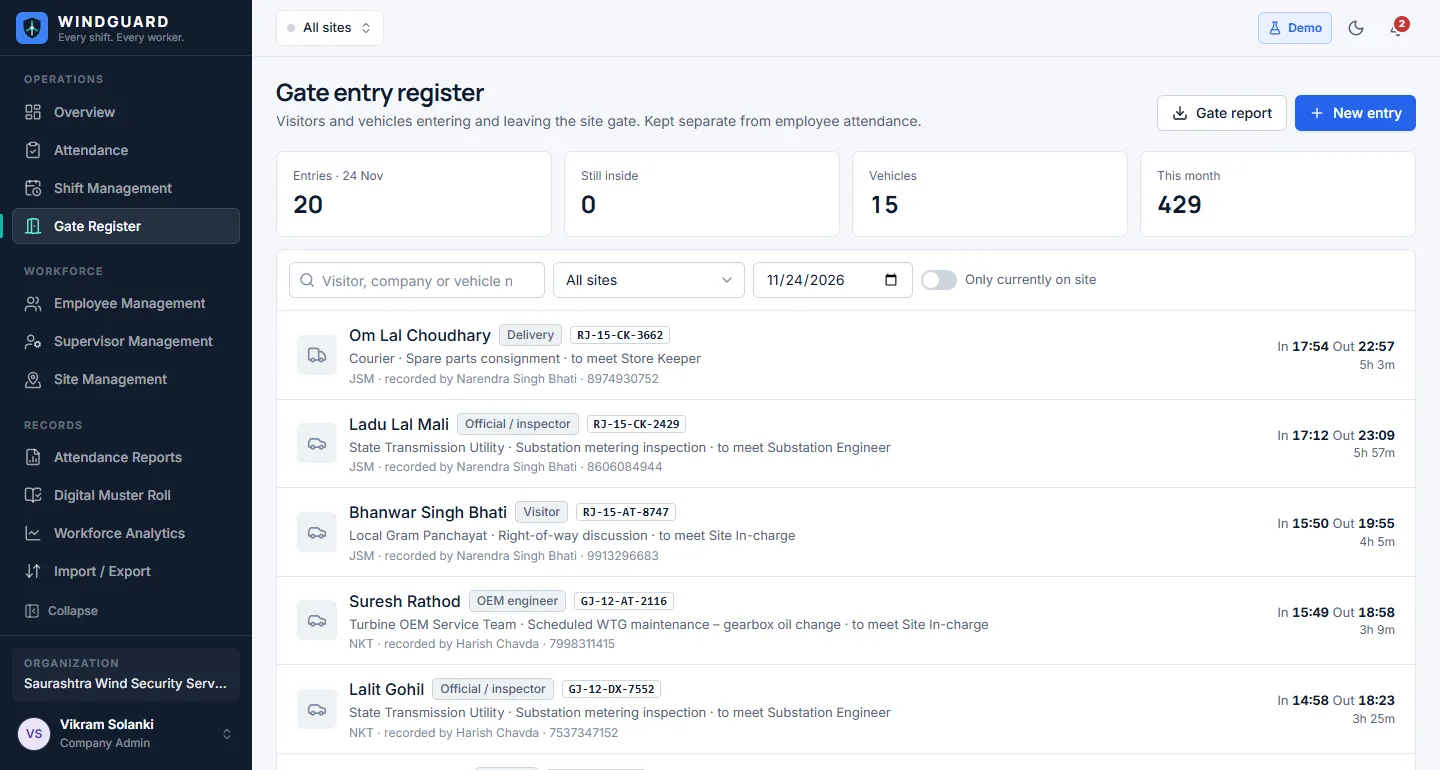 WINDGUARD
Every shift. Every worker.
OPERATIONS
Overview
Attendance
Shift Management
Gate Register
WORKFORCE
Employee Management
Supervisor Management
Site Management
RECORDS
Attendance Reports
Digital Muster Roll
Workforce Analytics
Import / Export
Collapse
ORGANIZATION
Saurashtra Wind Security Serv...
VS
Vikram Solanki
Company Admin
All sites
Demo
2
Gate entry register
Visitors and vehicles entering and leaving the site gate. Kept separate from employee attendance.
Gate report
New entry
Entries · 24 Nov
20
Still inside
0
Vehicles
15
This month
429
Visitor, company or vehicle n
All sites
11/24/2026
Only currently on site
Om Lal Choudhary Delivery RJ-15-CK-3662
Courier · Spare parts consignment · to meet Store Keeper
JSM · recorded by Narendra Singh Bhati · 8974930752
In 17:54 Out 22:57
5h 3m
Ladu Lal Mali Official / inspector RJ-15-CK-2429
State Transmission Utility · Substation metering inspection · to meet Substation Engineer
JSM · recorded by Narendra Singh Bhati · 8606084944
In 17:12 Out 23:09
5h 57m
Bhanwar Singh Bhati Visitor RJ-15-AT-8747
Local Gram Panchayat · Right-of-way discussion · to meet Site In-charge
JSM · recorded by Narendra Singh Bhati · 9913296683
In 15:50 Out 19:55
4h 5m
Suresh Rathod OEM engineer GJ-12-AT-2116
Turbine OEM Service Team · Scheduled WTG maintenance – gearbox oil change · to meet Site In-charge
NKT · recorded by Harish Chavda · 7998311415
In 15:49 Out 18:58
3h 9m
Lalit Gohil Official / inspector GJ-12-DX-7552
State Transmission Utility · Substation metering inspection · to meet Substation Engineer
NKT · recorded by Harish Chavda · 7537347152
In 14:58 Out 18:23
3h 25m